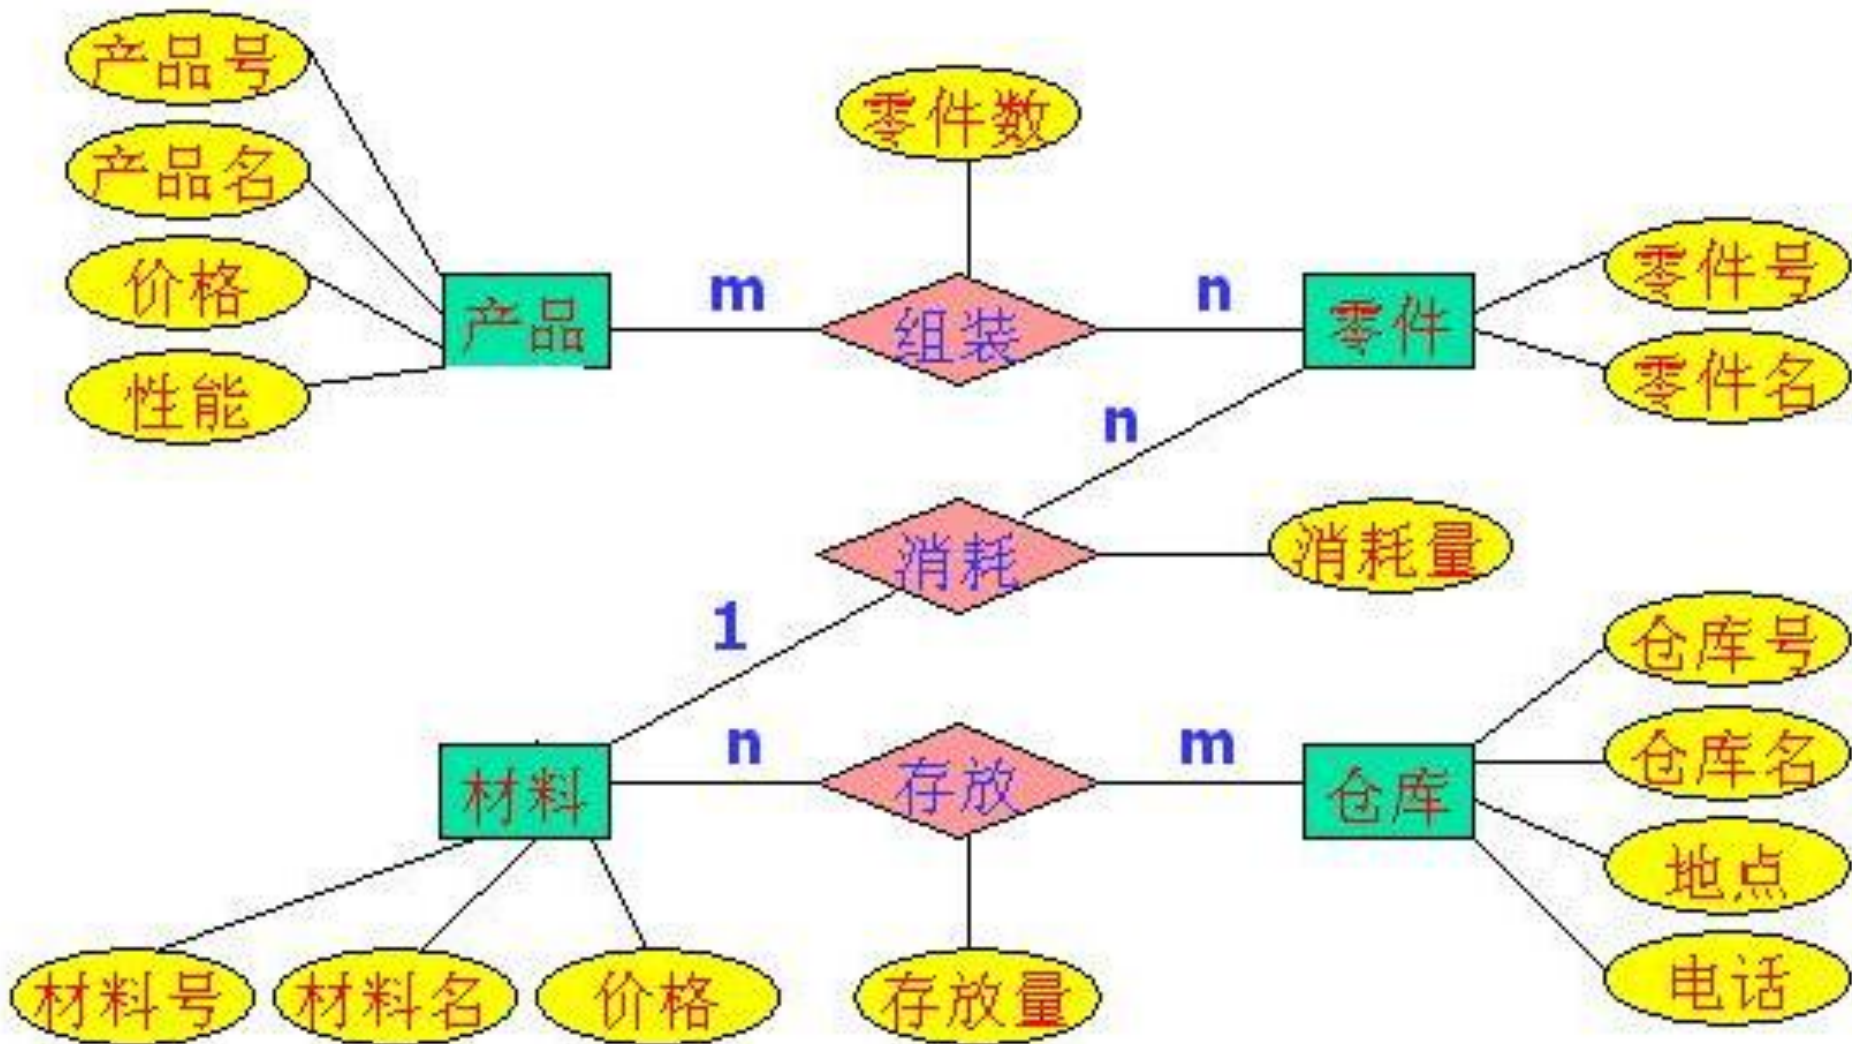 产品号
零件数
产品名
零件号
价格
m
n
产品
组装
零件
零件名
性能
n
消耗
消耗量
1
仓库号
n
m
仓库名
材料
存放
仓库
地点
电话
材料号
材料名
价格
存放量